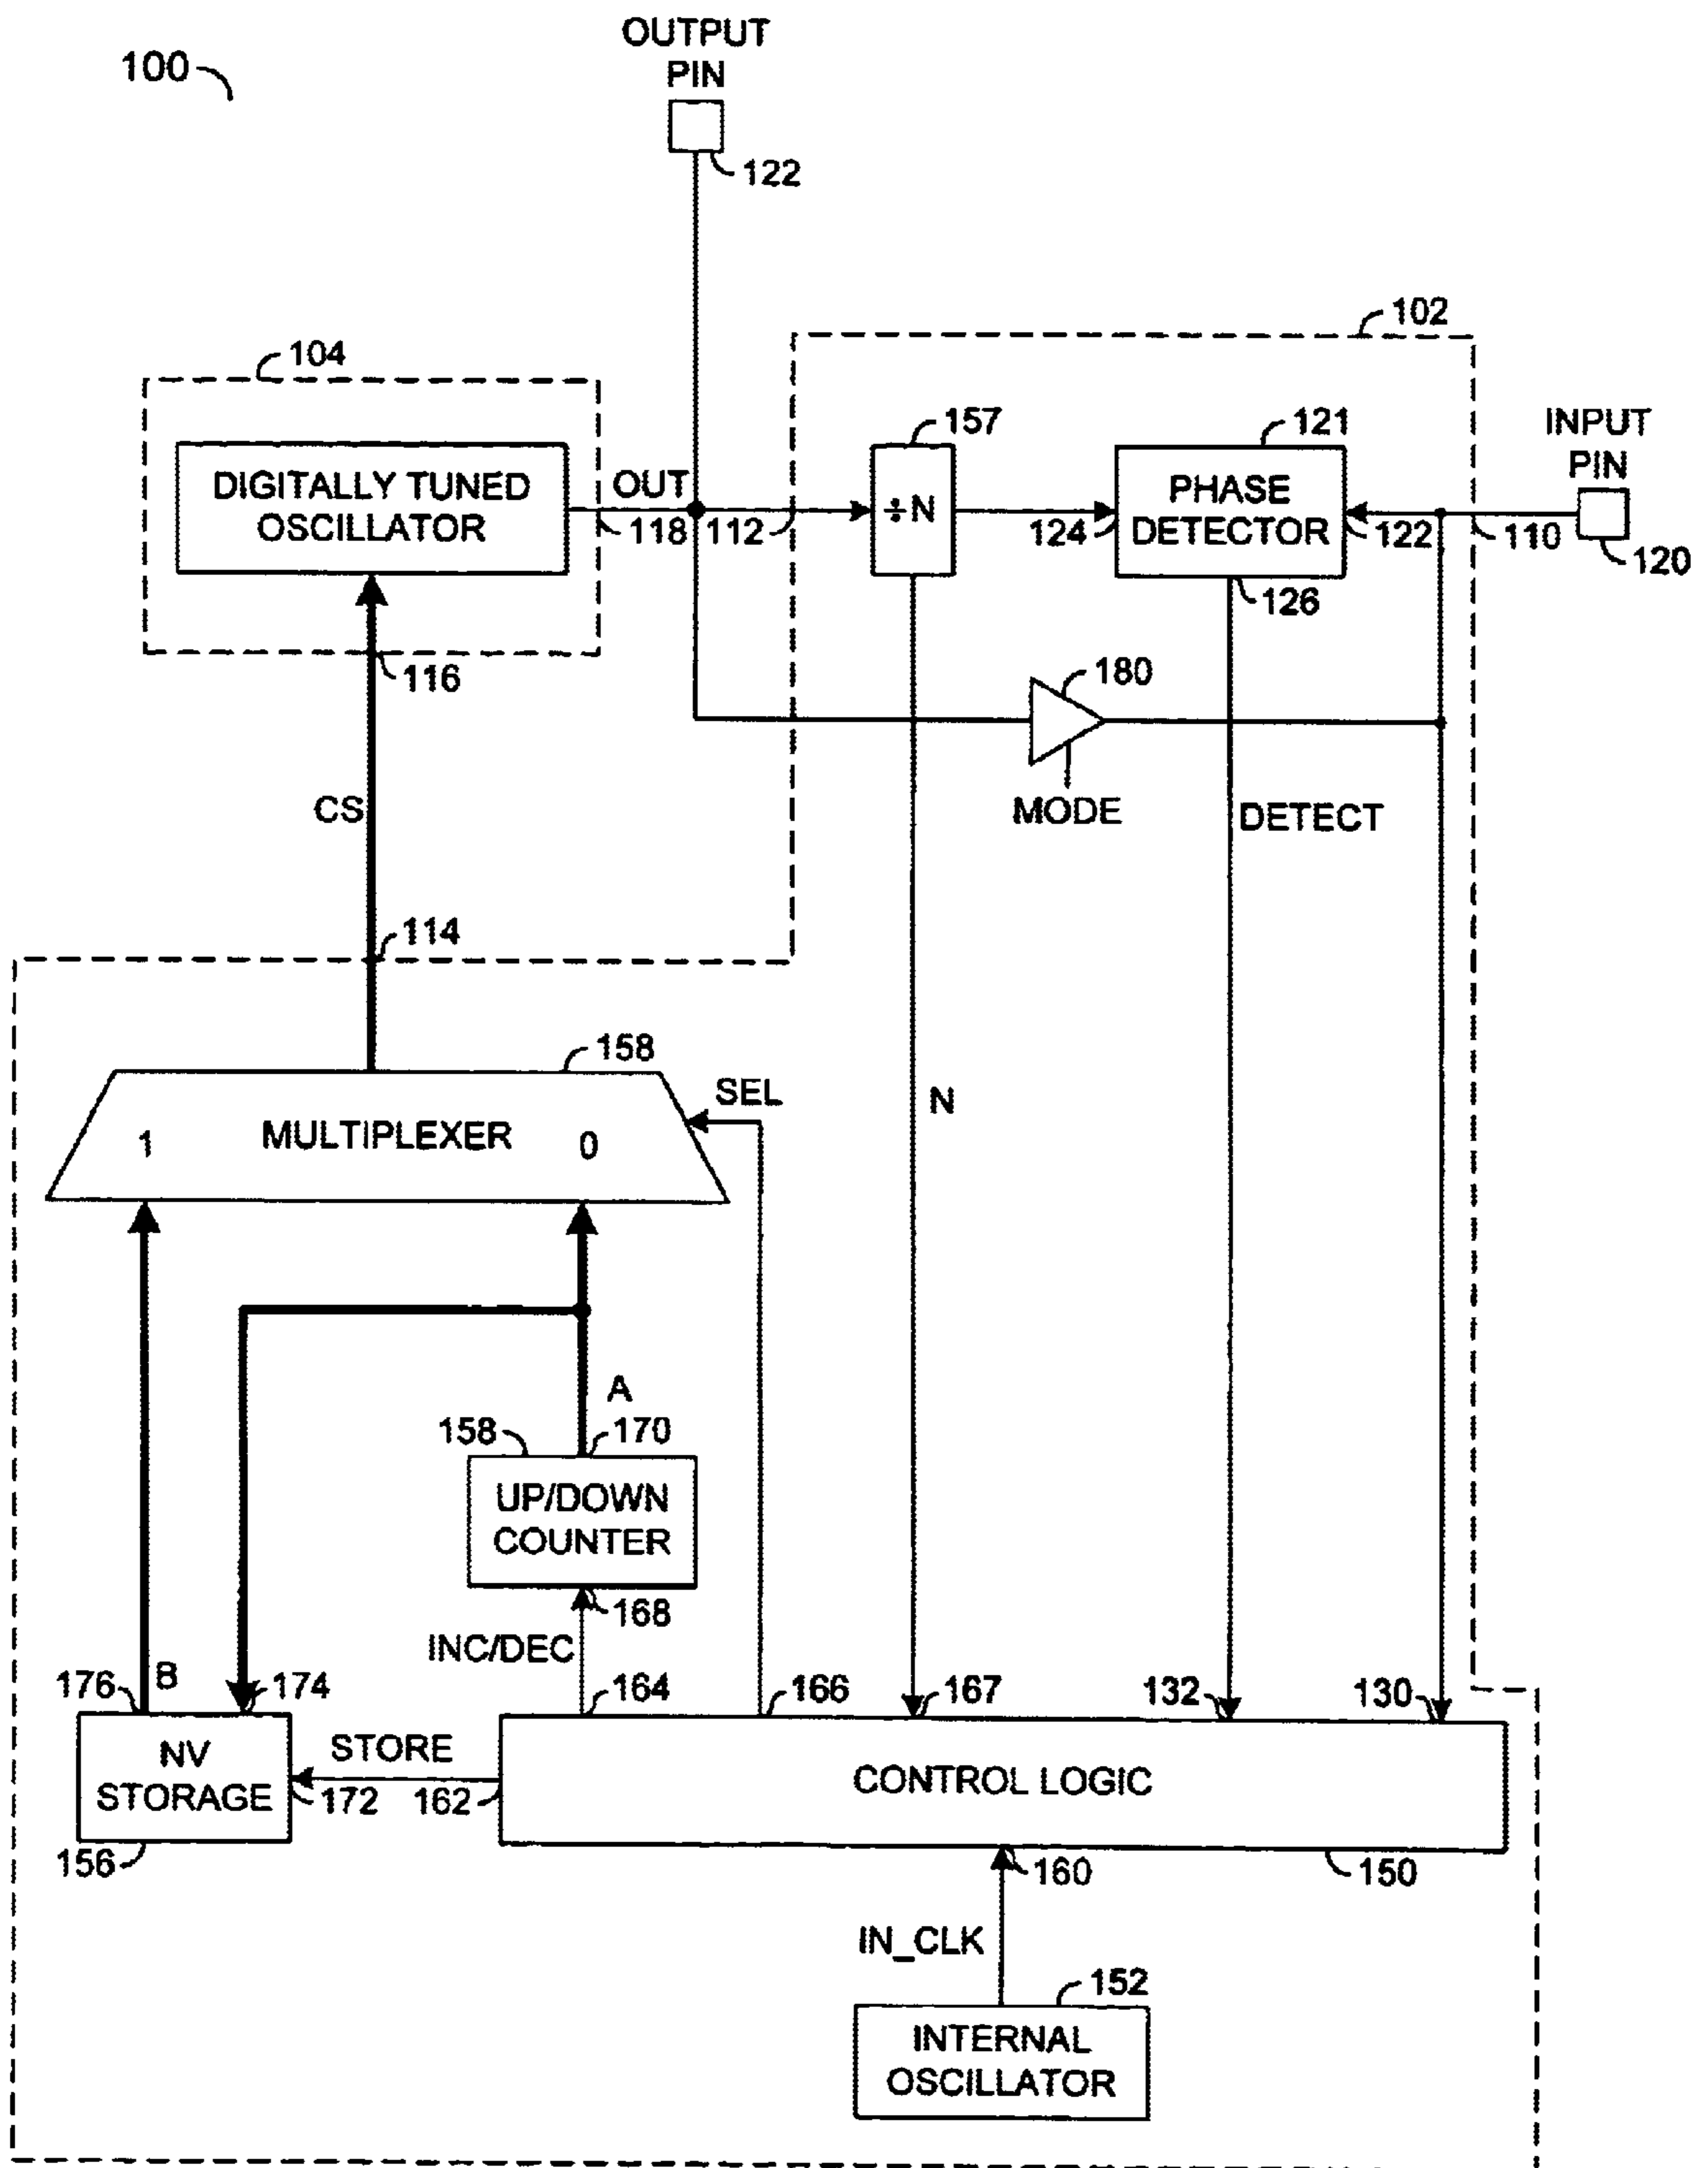 100
OUTPUT
PIN
122
102
104
157
121
INPUT
PIN
DIGITALLY TUNED
OSCILLATOR
OUT
÷N
PHASE
DETECTOR
118
112
124
122
110
120
126
116
180
CS
MODE
DETECT
114
158
SEL
N
1
MULTIPLEXER
0
A
158
170
UP/DOWN
COUNTER
168
INC/DEC
176
B
174
164
166
167
132
130
NV
STORAGE
STORE
172
162
CONTROL LOGIC
156
160
150
IN_CLK
152
INTERNAL
OSCILLATOR